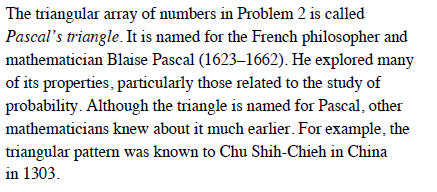 The triangular array of numbers in Problem 2 is called
Pascal's triangle. It is named for the French philosopher and
mathematician Blaise Pascal (1623–1662). He explored many
of its properties, particularly those related to the study of
probability. Although the triangle is named for Pascal, other
mathematicians knew about it much earlier. For example, the
triangular pattern was known to Chu Shih-Chieh in China
in 1303.